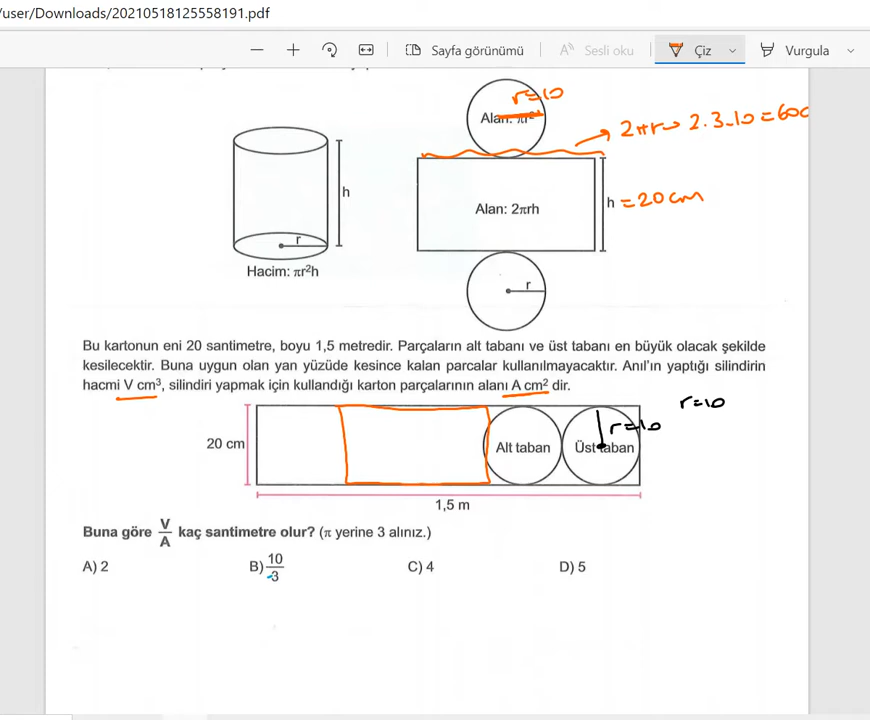 /user/Downloads/20210518125558191.pdf
Sayfa görünümü
Sesli oku
Çiz
Vurgula
r=10
Alan: πr²
2πr→ 2.3.10=600
h
h =20cm
Alan: 2πrh
r
Hacim: πr²h
r
Bu kartonun eni 20 santimetre, boyu 1,5 metredir. Parçaların alt tabanı ve üst tabanı en büyük olacak şekilde
kesilecektir. Buna uygun olan yan yüzüde kesince kalan parcalar kullanılmayacaktır. Anıl'ın yaptığı silindirin
hacmi V cm³, silindiri yapmak için kullandığı karton parçalarının alanı A cm² dir.
r=10
r=10
20 cm
Alt taban
Üst taban
1,5 m
Buna göre V/A kaç santimetre olur? (π yerine 3 alınız.)
A) 2
B) 10/3
C) 4
D) 5